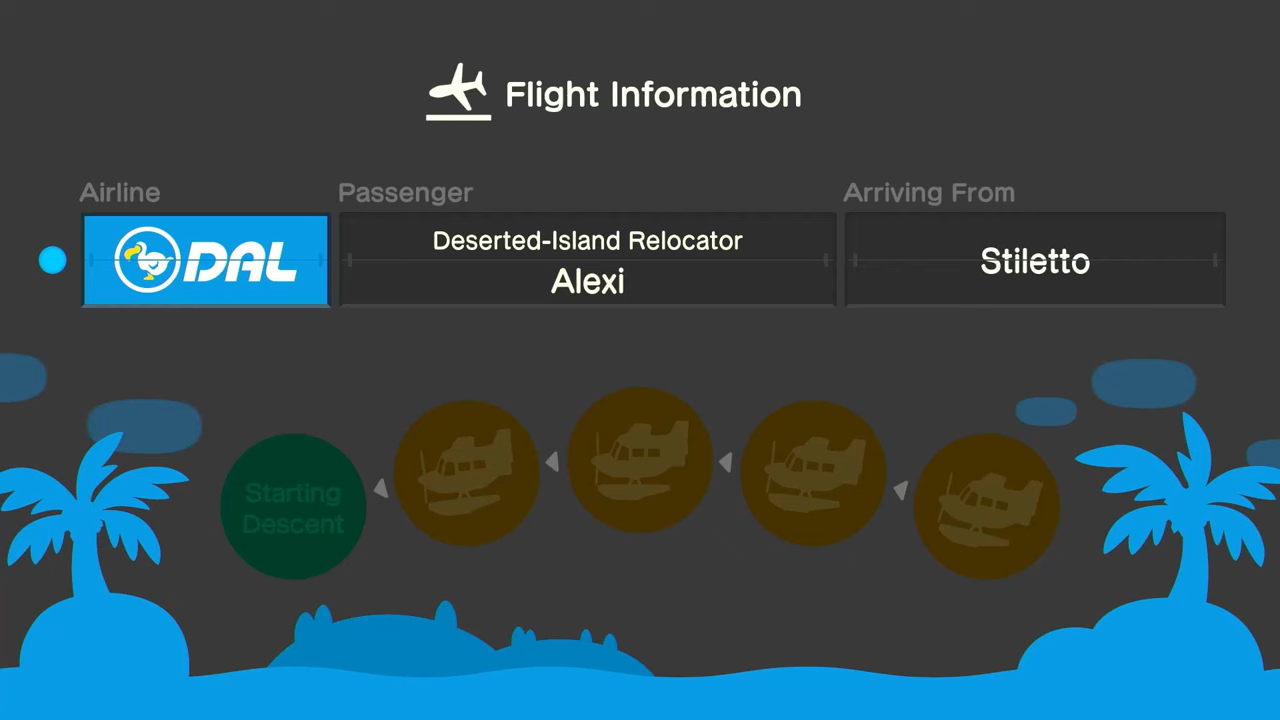 Flight Information
Airline
Passenger
Arriving From
DAL
Deserted-Island Relocator
Alexi
Stiletto
Starting
Descent